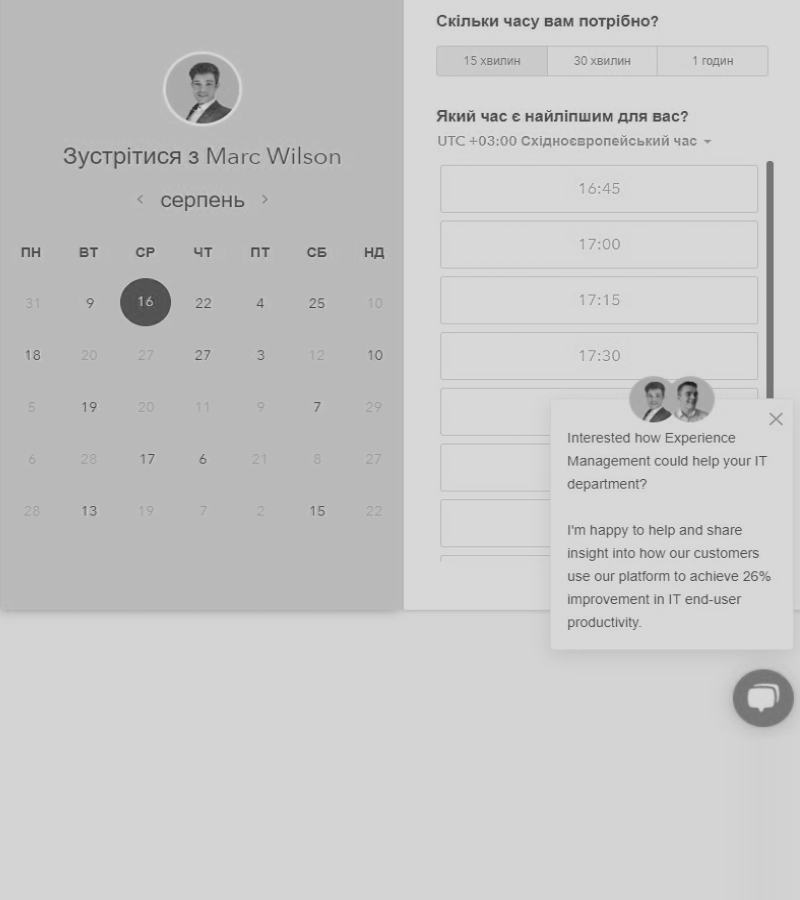 Зустрітися з Marc Wilson
серпень
ПН ВТ СР ЧТ ПТ СБ НД
31 9 16 22 4 25 10
18 20 27 27 3 12 10
5 19 20 11 9 7 29
6 28 17 6 21 8 27
28 13 19 7 2 15 22
Скільки часу вам потрібно?
15 хвилин 30 хвилин 1 годин
Який час є найліпшим для вас?
UTC +03:00 Східноєвропейський час
16:45
17:00
17:15
17:30
Interested how Experience
Management could help your IT
department?
I'm happy to help and share
insight into how our customers
use our platform to achieve 26%
improvement in IT end-user
productivity.